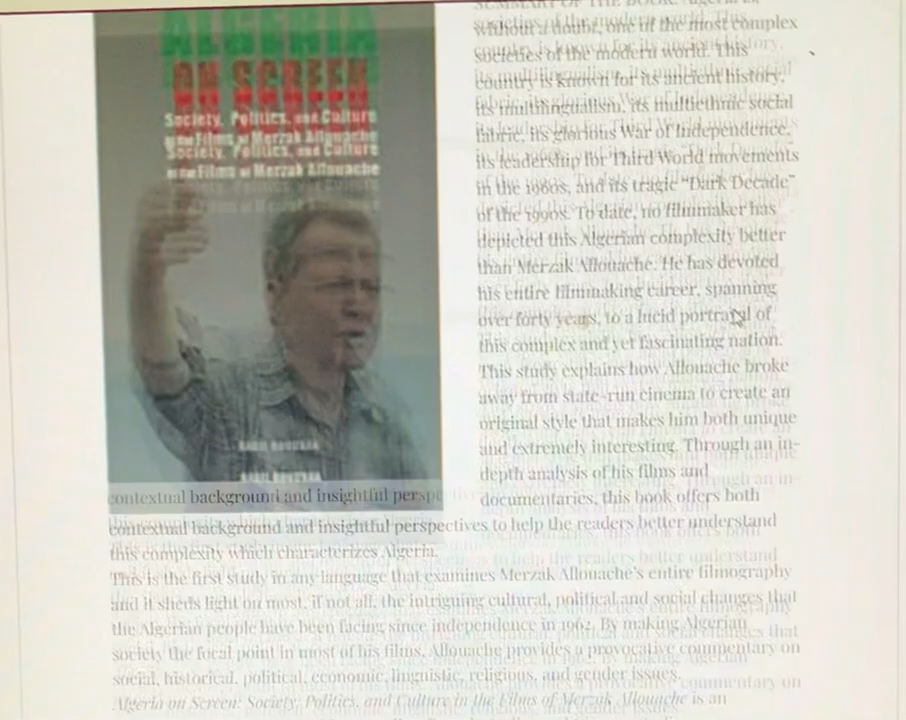 ALGERIA
ON SCREEN
Society, Politics, and Culture
in the Films of Merzak Allouache
SUMMARY OF THE BOOK: Algeria is
without a doubt, one of the most complex
societies of the modern world. This
country is known for its ancient history,
its multilingualism, its multiethnic social
fabric, its glorious War of Independence,
its leadership for Third World movements
in the 1960s, and its tragic “Dark Decade”
of the 1990s. To date, no filmmaker has
depicted this Algerian complexity better
than Merzak Allouache. He has devoted
his entire filmmaking career, spanning
over forty years, to a lucid portrayal of
this complex and yet fascinating nation.
This study explains how Allouache broke
away from state-run cinema to create an
original style that makes him both unique
and extremely interesting. Through an in-
depth analysis of his films and
documentaries, this book offers both
contextual background and insightful perspectives to help the readers better understand
this complexity which characterizes Algeria.
This is the first study in any language that examines Merzak Allouache's entire filmography
and it sheds light on most, if not all, the intriguing cultural, political and social changes that
the Algerian people have been facing since independence in 1962. By making Algerian
society the focal point in most of his films, Allouache provides a provocative commentary on
social, historical, political, economic, linguistic, religious, and gender issues.
Algeria on Screen: Society, Politics, and Culture in the Films of Merzak Allouache is an